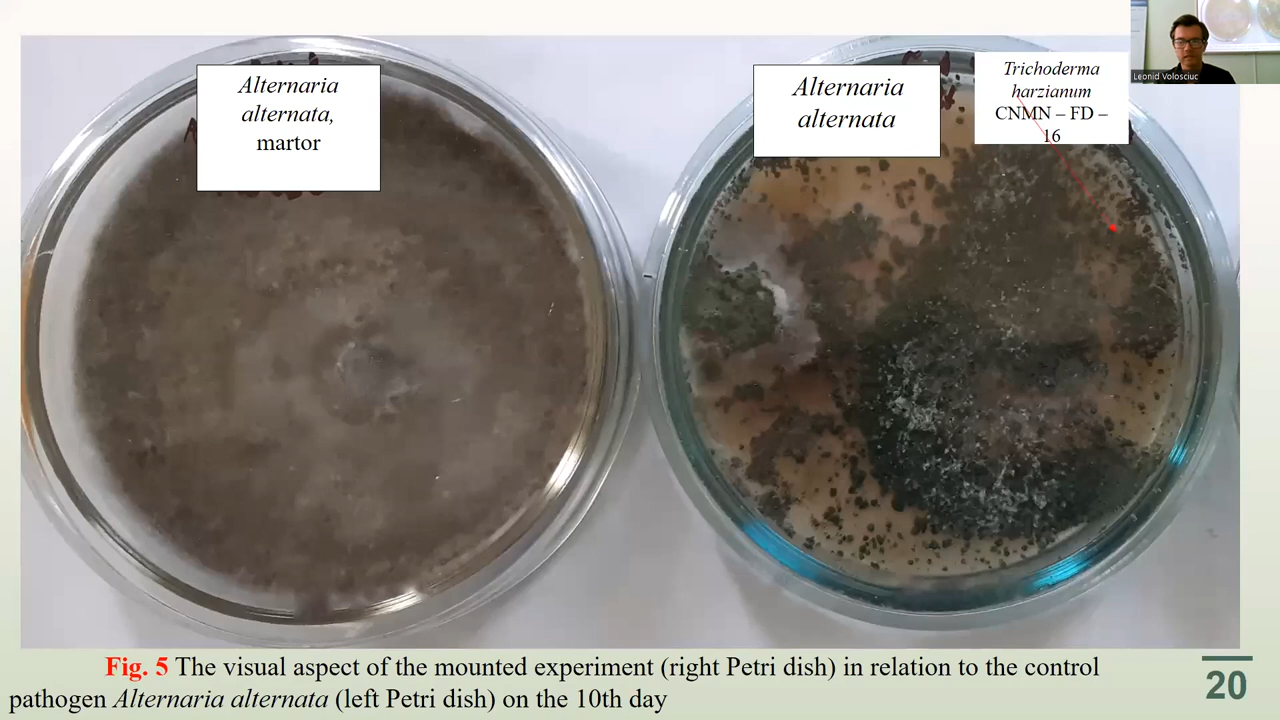 Alternaria
alternata,
martor
Alternaria
alternata
Trichoderma
harzianum
CNMN – FD –
16
Leonid Volosciuc
Fig. 5 The visual aspect of the mounted experiment (right Petri dish) in relation to the control
pathogen Alternaria alternata (left Petri dish) on the 10th day
20